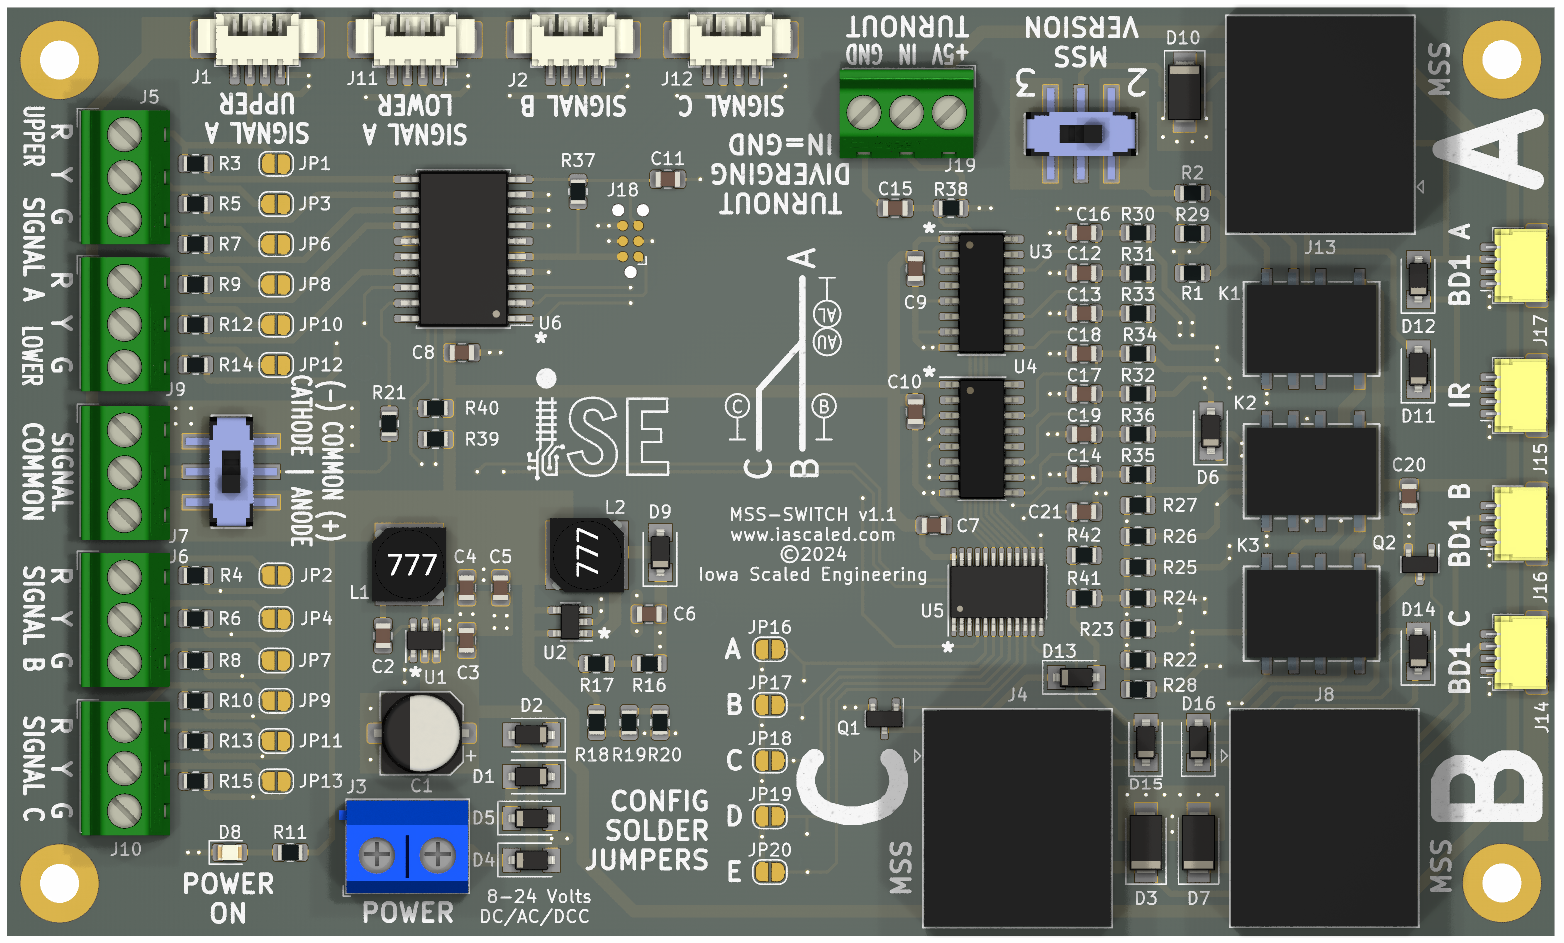 J1
J11
J2
J12
SIGNAL A
UPPER
SIGNAL A
LOWER
SIGNAL B
SIGNAL C
TURNOUT
+5V IN GND
J19
TURNOUT
DIVERGING
IN=GND
MSS
VERSION
3 2
D10
MSS
A
J13
J5
UPPER
SIGNAL A
LOWER
R
Y
G
R
Y
G
J9
R3 JP1
R5 JP3
R7 JP6
R9 JP8
R12 JP10
R14 JP12
SIGNAL
COMMON
J7
CATHODE | ANODE
(-) COMMON (+)
J6
SIGNAL B
R
Y
G
R4 JP2
R6 JP4
R8 JP7
R10 JP9
R13 JP11
R15 JP13
SIGNAL C
R
Y
G
J10
D8 R11
POWER
ON
R37
J18
C11
U6
*
C8
R21
R40
R39
ISE
A
AL
AU
C
B
C
B
C15 R38
*
U3
C9
*
U4
C10
C16 R30
C12 R31
C13 R33
C18 R34
C17 R32
C19 R36
C14 R35
C21 R27
R42 R26
R25
R41 R24
R23
R22
R28
R2
R29
R1
K1
K2
K3
D6
D12
D11
C20
Q2
D14
BD1 A
J17
IR
J15
BD1 B
J16
BD1 C
J14
MSS-SWITCH v1.1
www.iascaled.com
©2024
Iowa Scaled Engineering
C7
U5
*
D13
777
L1
C4 C5
C2
U1
*
C3
777
L2
D9
C6
U2
*
R17 R16
R18 R19 R20
+
C1
D2
D1
D5
D4
J3
POWER
8-24 Volts
DC/AC/DCC
CONFIG
SOLDER
JUMPERS
JP16
A
JP17
B
JP18
C
JP19
D
JP20
E
Q1
C
MSS
J4
D15
D16
D3
D7
J8
MSS
B